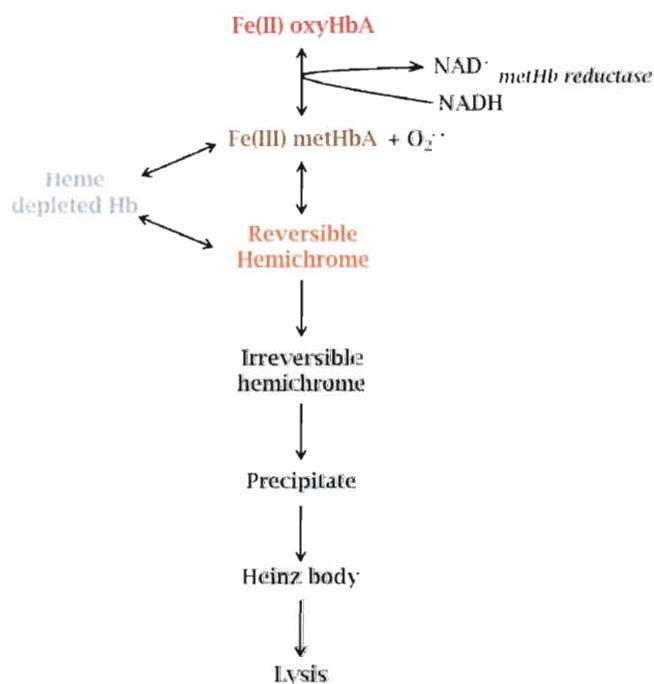 Fe(II) oxyHbA
NAD⁺ metHb reductase
NADH
Fe(III) metHbA + O₂˙˙
Heme
depleted Hb
Reversible
Hemichrome
Irreversible
hemichrome
Precipitate
Heinz body
Lysis